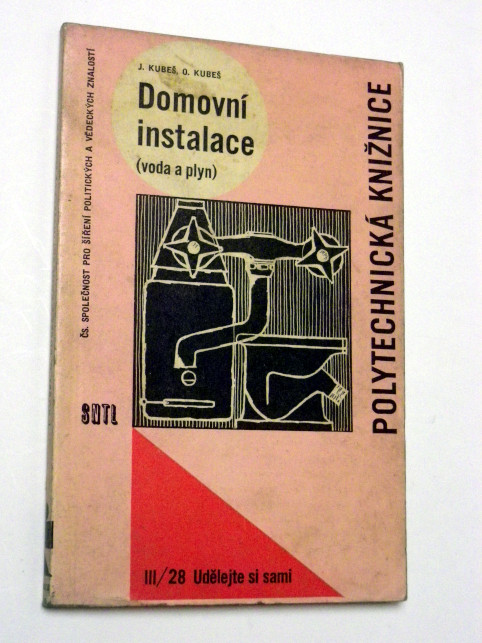 J. KUBEŠ, O. KUBEŠ
Domovní
instalace
(voda a plyn)
ČS. SPOLEČNOST PRO ŠÍŘENÍ POLITICKÝCH A VĚDECKÝCH ZNALOSTÍ
POLYTECHNICKÁ KNIŽNICE
SNTL
III/28 Udělejte si sami